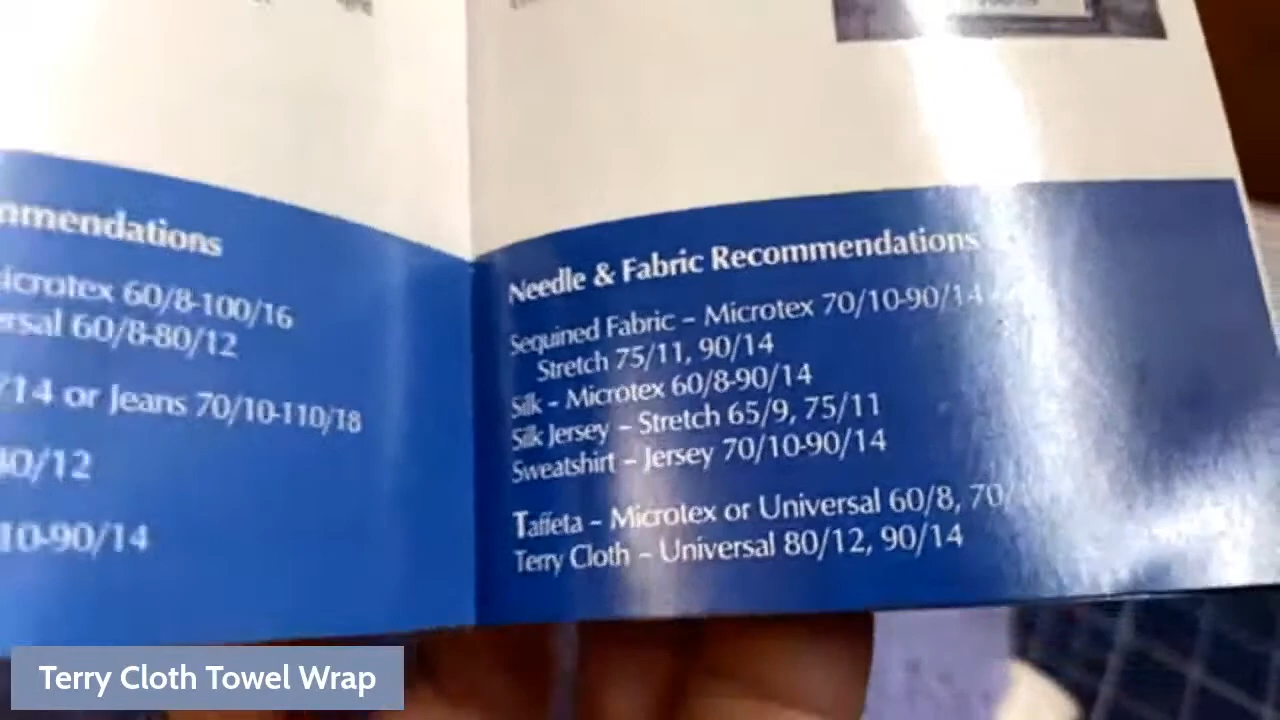 mmendations
icrotex 60/8-100/16
ersal 60/8-80/12
/14 or Jeans 70/10-110/18
80/12
10-90/14
Needle & Fabric Recommendations
Sequined Fabric – Microtex 70/10-90/14
Stretch 75/11, 90/14
Silk – Microtex 60/8-90/14
Silk Jersey – Stretch 65/9, 75/11
Sweatshirt – Jersey 70/10-90/14
Taffeta – Microtex or Universal 60/8, 70/
Terry Cloth – Universal 80/12, 90/14
Terry Cloth Towel Wrap